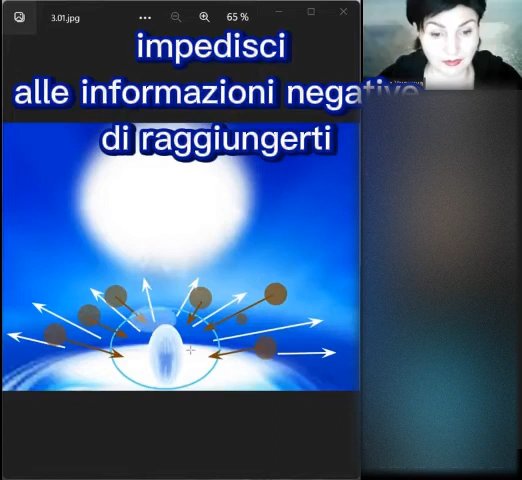 3.01.jpg
65 %
impedisci
alle informazioni negative
di raggiungerti